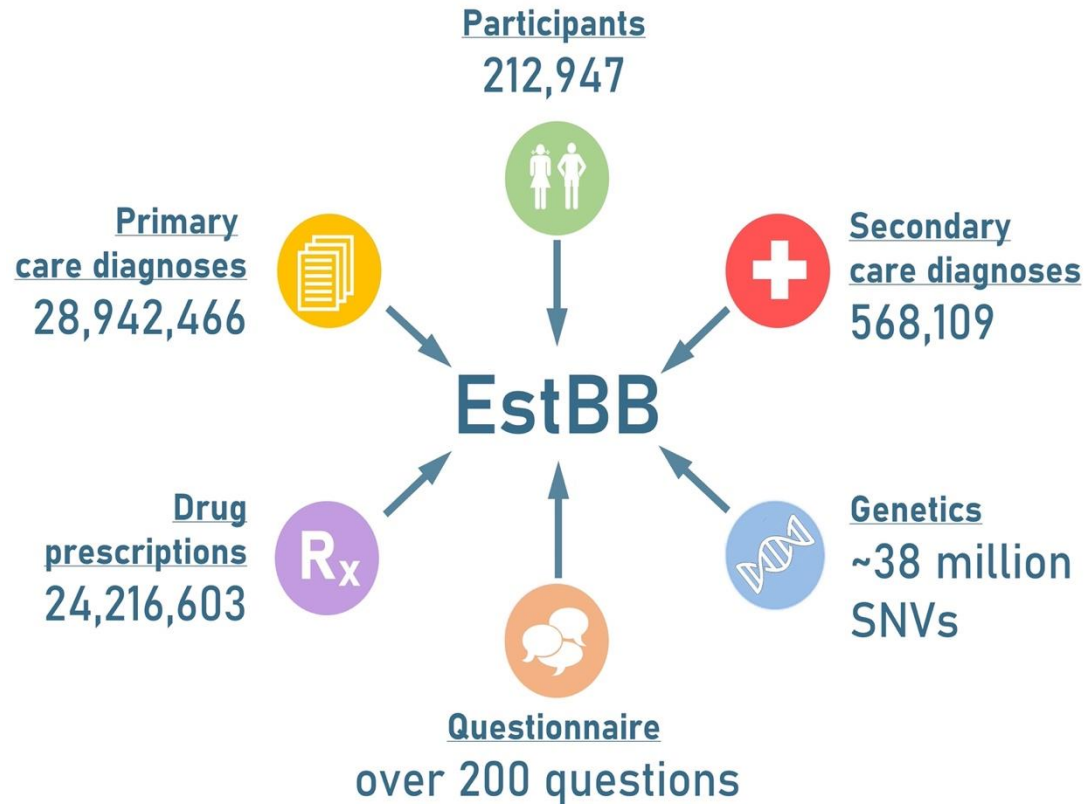 Participants
212,947
Primary
care diagnoses
28,942,466
Secondary
care diagnoses
568,109
EstBB
Drug
prescriptions
24,216,603
Rx
Genetics
~38 million
SNVs
Questionnaire
over 200 questions